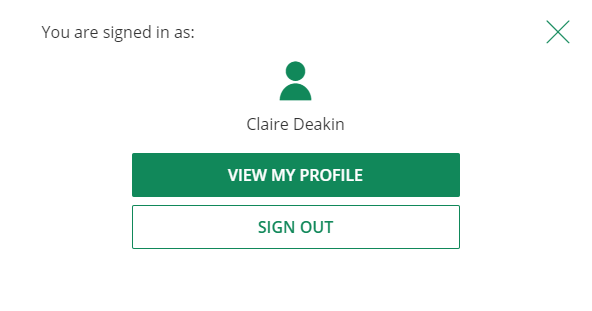 You are signed in as:
Claire Deakin
VIEW MY PROFILE
SIGN OUT